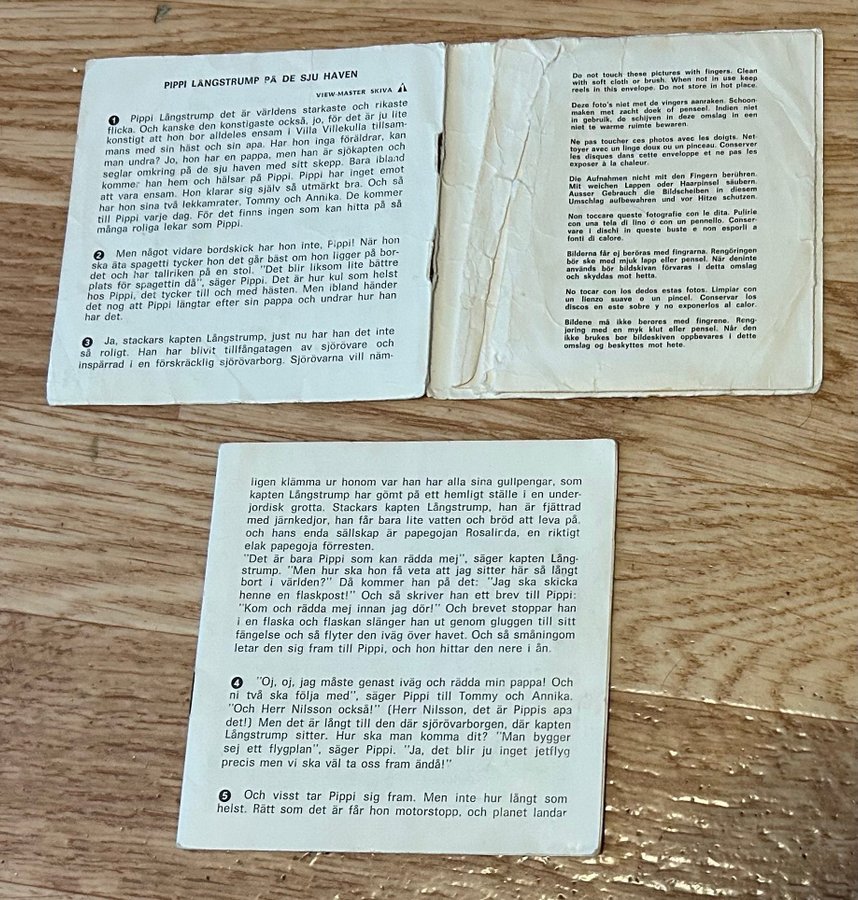 PIPPI LÅNGSTRUMP PÅ DE SJU HAVEN
VIEW-MASTER SKIVA A
1 Pippi Långstrump det är världens starkaste och rikaste
flicka. Och kanske den konstigaste också, jo, för det är ju lite
konstigt att hon bor alldeles ensam i Villa Villekulla tillsam-
mans med sin häst och sin apa. Har hon inga föräldrar, kan
man undra? Jo, hon har en pappa, men han är sjökapten och
seglar omkring på de sju haven med sitt skepp. Bara ibland
kommer han hem och hälsar på Pippi. Pippi har inget emot
att vara ensam. Hon klarar sig själv så utmärkt bra. Och så
har hon sina två lekkamrater, Tommy och Annika. De kommer
till Pippi varje dag. För det finns ingen som kan hitta på så
många roliga lekar som Pippi.
2 Men något vidare bordskick har hon inte, Pippi! När hon
ska äta spagetti tycker hon det går bäst om hon ligger på bor-
det och har tallriken på en stol. "Det blir liksom lite bättre
plats för spagettin då", säger Pippi. Det är hur kul som helst
hos Pippi, det tycker till och med hästen. Men ibland händer
det nog att Pippi längtar efter sin pappa och undrar hur han
har det.
3 Ja, stackars kapten Långstrump, just nu har han det inte
så roligt. Han har blivit tillfångatagen av sjörövare och
inspärrad i en förskräcklig sjörövarborg. Sjörövarna vill näm-
Do not touch these pictures with fingers. Clean
with soft cloth or brush. When not in use keep
reels in this envelope. Do not store in hot place.
Deze foto's niet met de vingers aanraken. Schoon-
maken met zacht doek of penseel. Indien niet
in gebruik, de schijven in deze omslag in een
niet te warme ruimte bewaren.
Ne pas toucher ces photos avec les doigts. Net-
toyer avec un linge doux ou un pinceau. Conserver
les disques dans cette enveloppe et ne pas les
exposer à la chaleur.
Die Aufnahmen nicht mit den Fingern berühren.
Mit weichen Lappen oder Haarpinsel säubern.
Ausser Gebrauch die Bildscheiben in diesem
Umschlag aufbewahren und vor Hitze schutzen.
Non toccare queste fotografie con le dita. Pulirle
con una tela di lino o con un pennello. Conser-
vare i dischi in queste buste e non esporli a
fonti di calore.
Bilderna får ej beröras med fingrarna. Rengöringen
bör ske med mjuk lapp eller pensel. När deninte
används bör bildskivan förvaras i detta omslag
och skyddas mot hetta.
No tocar con los dedos estas fotos. Limpiar con
un lienzo suave o un pincel. Conservar los
discos en este sobre y no exponerlos al calor.
Bildene må ikke berøres med fingrene. Reng-
jøring med en myk klut eller pensel. Når den
ikke brukes bør bildeskiven oppbevares i dette
omslag og beskyttes mot hete.
ligen klämma ur honom var han har alla sina gullpengar, som
kapten Långstrump har gömt på ett hemligt ställe i en under-
jordisk grotta. Stackars kapten Långstrump, han är fjättrad
med järnkedjor, han får bara lite vatten och bröd att leva på,
och hans enda sällskap är papegojan Rosalinda, en riktigt
elak papegoja förresten.
"Det är bara Pippi som kan rädda mej", säger kapten Lång-
strump. "Men hur ska hon få veta att jag sitter här så långt
bort i världen?" Då kommer han på det: "Jag ska skicka
henne en flaskpost!" Och så skriver han ett brev till Pippi:
"Kom och rädda mej innan jag dör!" Och brevet stoppar han
i en flaska och flaskan slänger han ut genom gluggen till sitt
fängelse och så flyter den iväg över havet. Och så småningom
letar den sig fram till Pippi, och hon hittar den nere i ån.
4 "Oj, oj, jag måste genast iväg och rädda min pappa! Och
ni två ska följa med", säger Pippi till Tommy och Annika.
"Och Herr Nilsson också!" (Herr Nilsson, det är Pippis apa
det!) Men det är långt till den där sjörövarborgen, där kapten
Långstrump sitter. Hur ska man komma dit? "Man bygger
sej ett flygplan", säger Pippi. "Ja, det blir ju inget jetflyg
precis men vi ska väl ta oss fram ändå!"
5 Och visst tar Pippi sig fram. Men inte hur långt som
helst. Rätt som det är får hon motorstopp, och planet landar